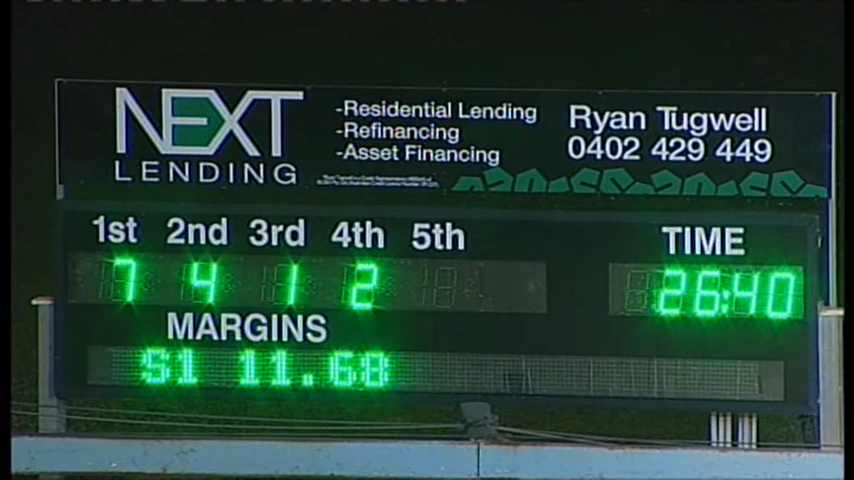 NEXT
LENDING
-Residential Lending
-Refinancing
-Asset Financing
Ryan Tugwell
0402 429 449
1st 2nd 3rd 4th 5th TIME
7 4 1 2 26:40
MARGINS
S1 11.68